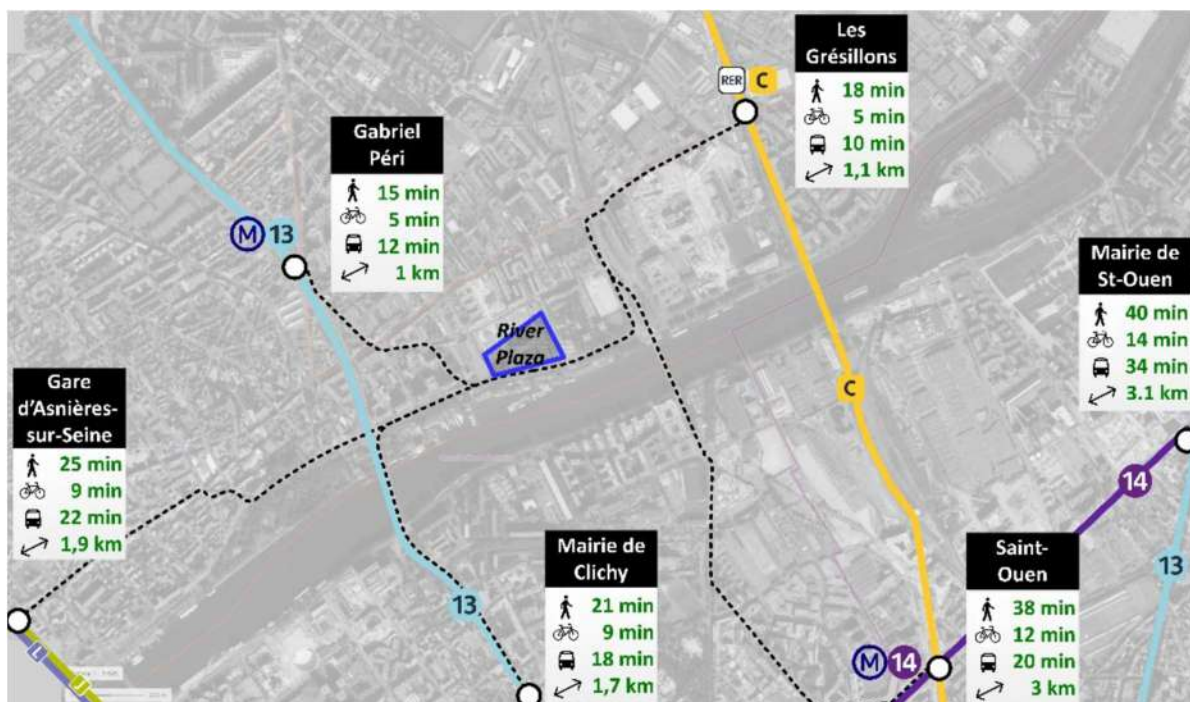 Les
Grésillons
18 min
5 min
10 min
1,1 km
RER C
Gabriel
Péri
15 min
5 min
12 min
1 km
M 13
Mairie de
St-Ouen
40 min
14 min
34 min
3.1 km
River
Plaza
Gare
d'Asnières-
sur-Seine
25 min
9 min
22 min
1,9 km
C
14
Mairie de
Clichy
21 min
9 min
18 min
1,7 km
Saint-
Ouen
38 min
12 min
20 min
3 km
13
13
M 14
L
J